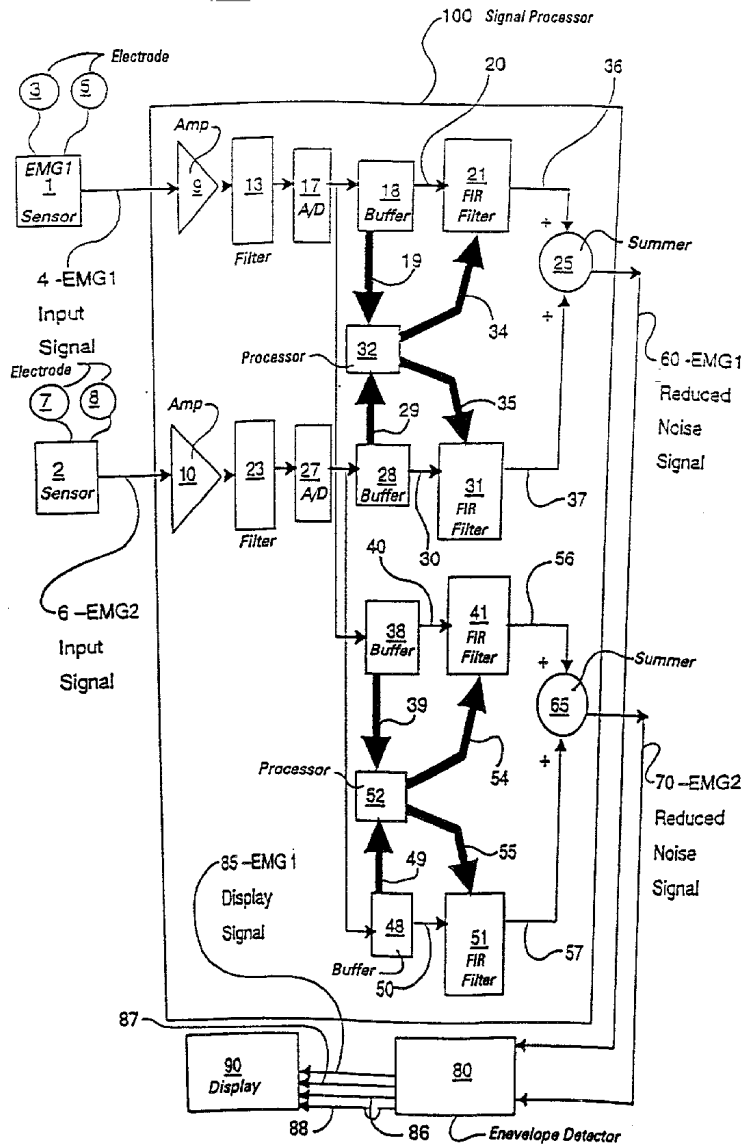 100 Signal Processor
Electrode
3
5
20
36
Amp
EMG1
1
Sensor
9
13
17
A/D
18
Buffer
21
FIR
Filter
Summer
25
Filter
÷
÷
4 -EMG1
Input
Signal
19
34
Processor
32
60 -EMG1
Reduced
Noise
Signal
Electrode
7
8
Amp
29
35
2
Sensor
10
23
27
A/D
28
Buffer
31
FIR
Filter
Filter
30
37
40
56
6 -EMG2
Input
Signal
38
Buffer
41
FIR
Filter
÷
Summer
65
÷
39
54
Processor
52
70 -EMG2
Reduced
Noise
Signal
85 -EMG1
Display
Signal
49
55
48
Buffer
51
FIR
Filter
50
57
87
90
Display
80
88
86
Enevelope Detector